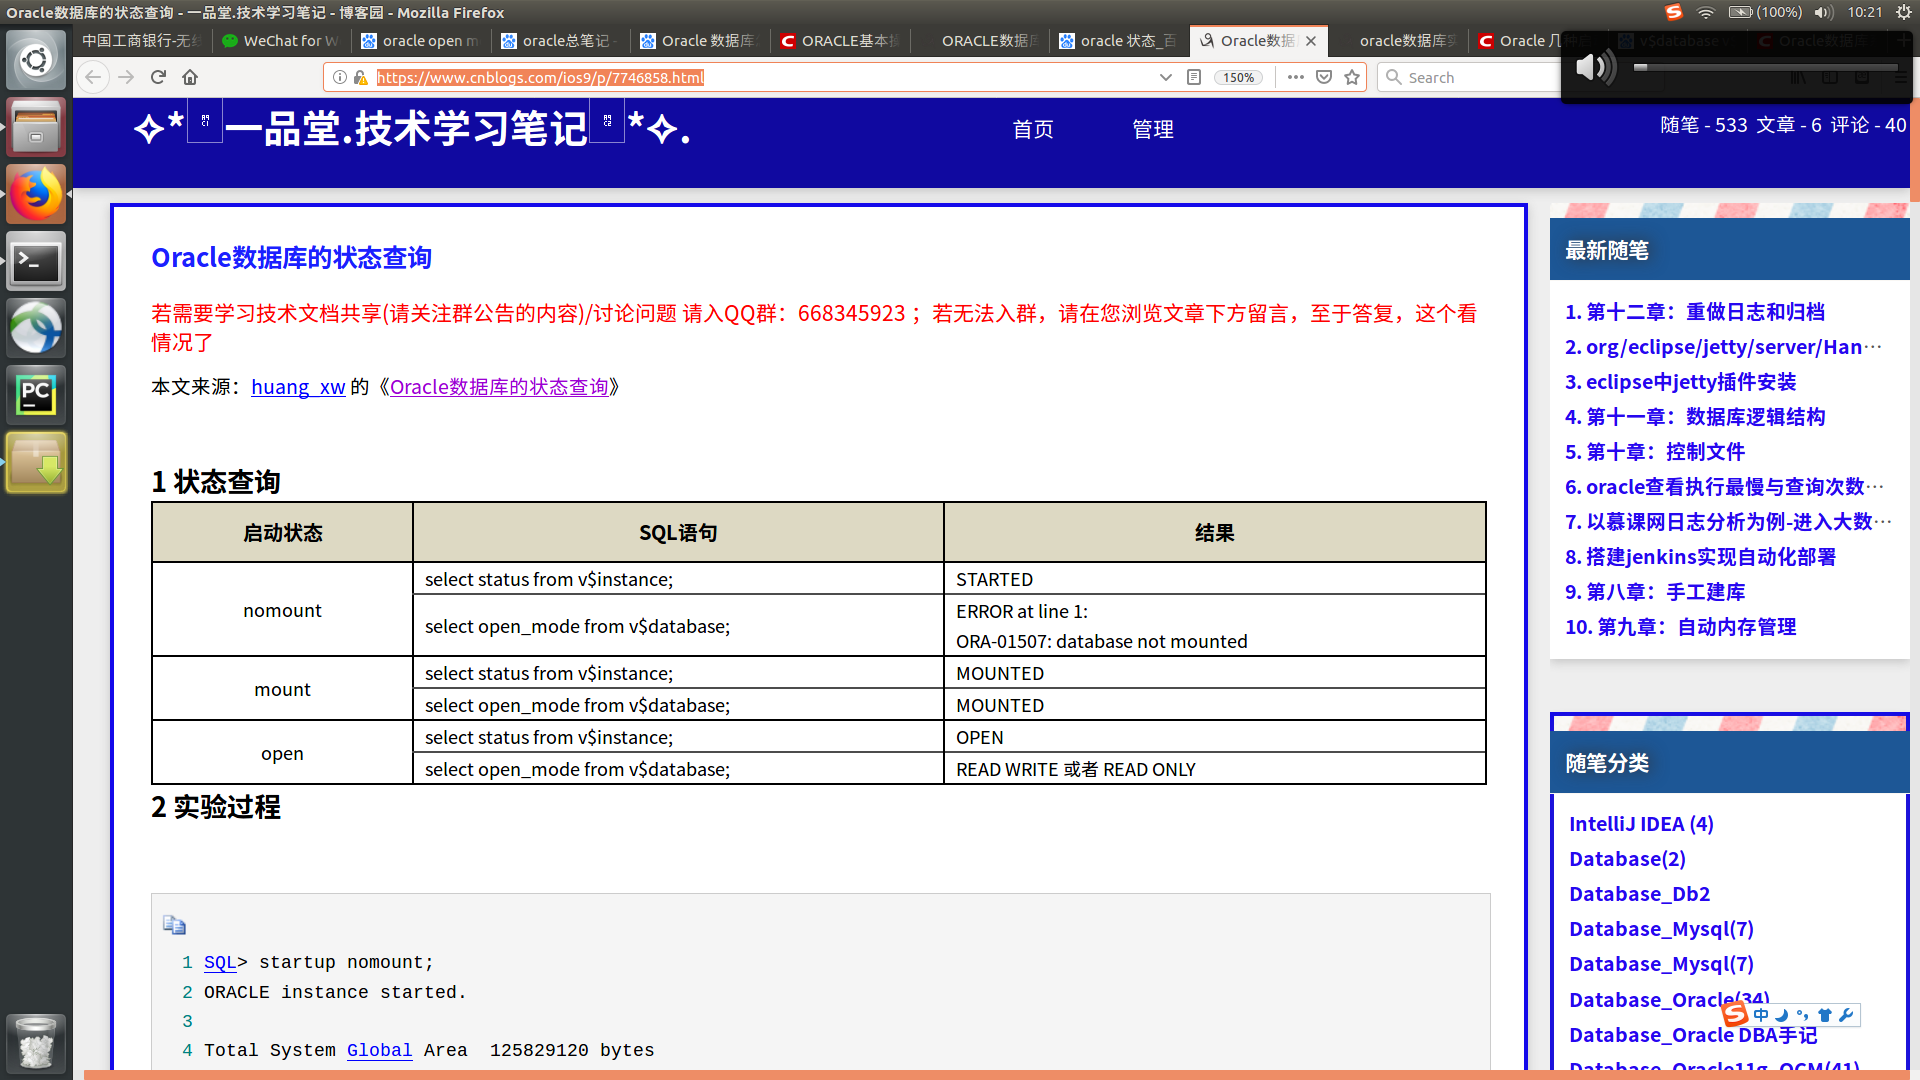 Oracle数据库的状态查询 - 一品堂.技术学习笔记 - 博客园 - Mozilla Firefox
(100%)
10:21
中国工商银行-无纟
WeChat for W
oracle open m
oracle总笔记
Oracle 数据库
ORACLE基本
ORACLE数据库
oracle 状态_百
Oracle数据
oracle数据库
Oracle 几
https://www.cnblogs.com/ios9/p/7746858.html
150%
Search
一品堂.技术学习笔记
首页
管理
随笔 - 533 文章 - 6 评论 - 40
Oracle数据库的状态查询
若需要学习技术文档共享(请关注群公告的内容)/讨论问题 请入QQ群：668345923 ；若无法入群，请在您浏览文章下方留言，至于答复，这个看
情况了
本文来源：huang_xw 的《Oracle数据库的状态查询》
1 状态查询
启动状态 SQL语句 结果
nomount
select status from v$instance; STARTED
select open_mode from v$database; ERROR at line 1:
ORA-01507: database not mounted
mount
select status from v$instance; MOUNTED
select open_mode from v$database; MOUNTED
open
select status from v$instance; OPEN
select open_mode from v$database; READ WRITE 或者 READ ONLY
2 实验过程
1 SQL> startup nomount;
2 ORACLE instance started.
3
4 Total System Global Area  125829120 bytes
最新随笔
1. 第十二章：重做日志和归档
2. org/eclipse/jetty/server/Han…
3. eclipse中jetty插件安装
4. 第十一章：数据库逻辑结构
5. 第十章：控制文件
6. oracle查看执行最慢与查询次数…
7. 以慕课网日志分析为例-进入大数…
8. 搭建jenkins实现自动化部署
9. 第八章：手工建库
10. 第九章：自动内存管理
随笔分类
IntelliJ IDEA (4)
Database(2)
Database_Db2
Database_Mysql(7)
Database_Mysql(7)
Database_Oracle(34)
中
Database_Oracle DBA手记
Database_Oracle11g_OCM(41)